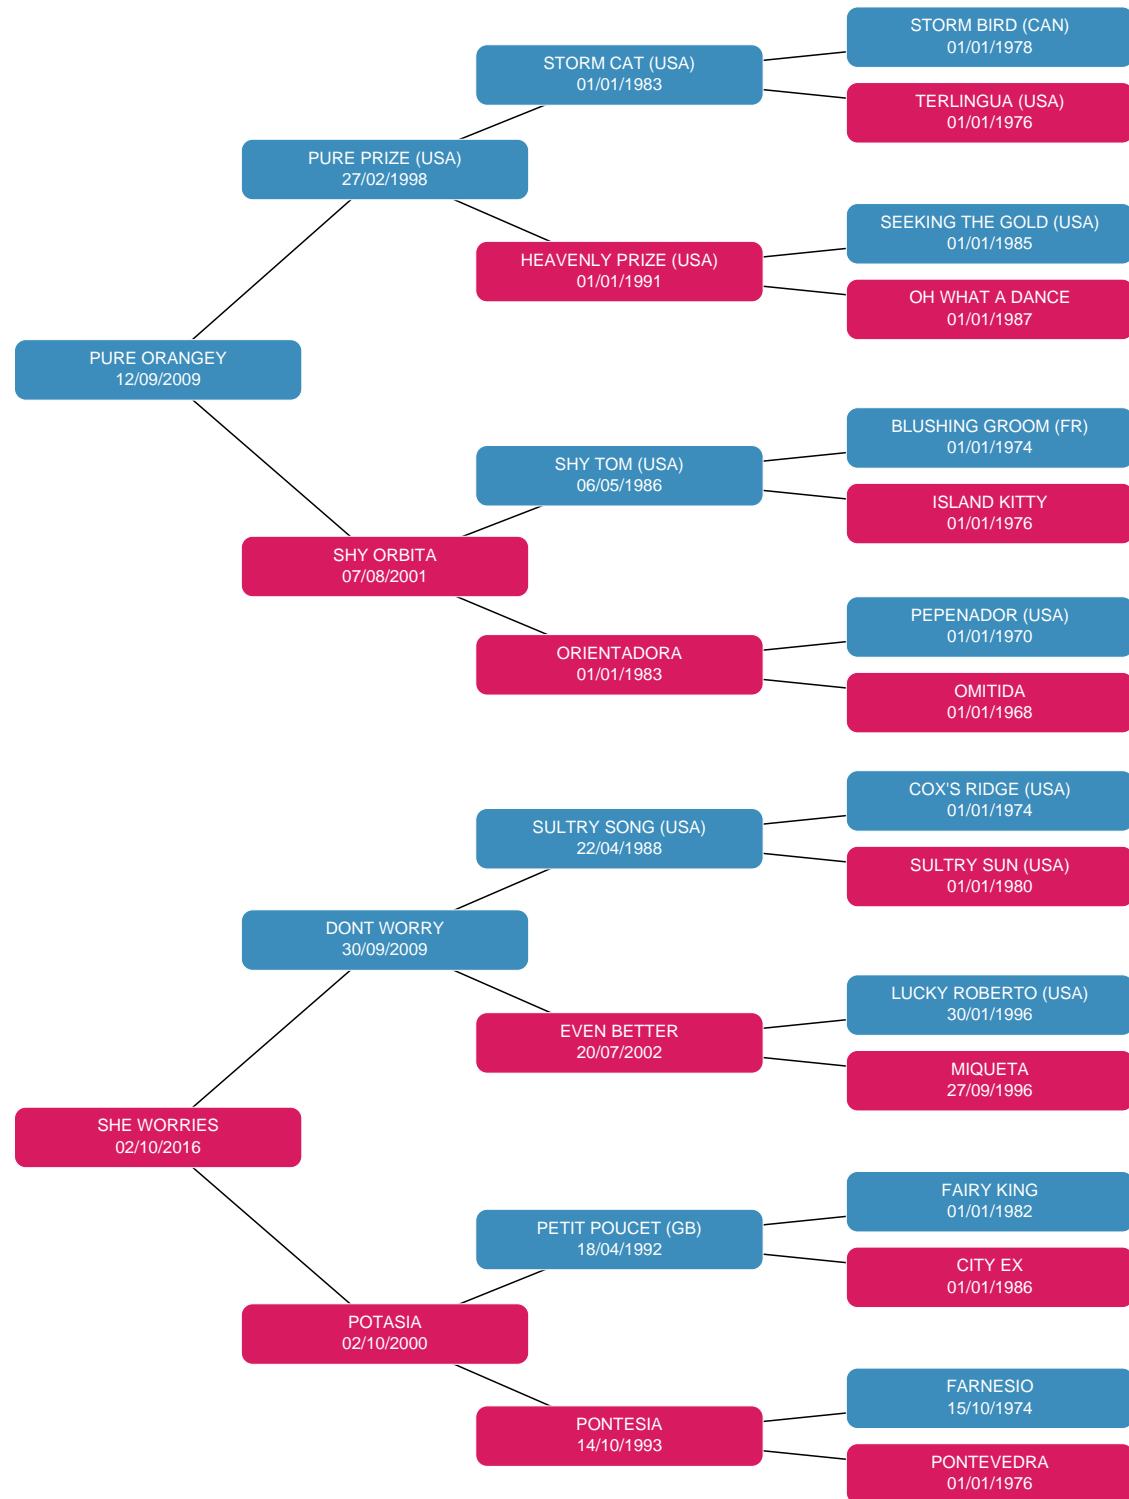 STORM BIRD (CAN)
01/01/1978
STORM CAT (USA)
01/01/1983
TERLINGUA (USA)
01/01/1976
PURE PRIZE (USA)
27/02/1998
SEEKING THE GOLD (USA)
01/01/1985
HEAVENLY PRIZE (USA)
01/01/1991
OH WHAT A DANCE
01/01/1987
PURE ORANGEY
12/09/2009
BLUSHING GROOM (FR)
01/01/1974
SHY TOM (USA)
06/05/1986
ISLAND KITTY
01/01/1976
SHY ORBITA
07/08/2001
PEPENADOR (USA)
01/01/1970
ORIENTADORA
01/01/1983
OMITIDA
01/01/1968
COX'S RIDGE (USA)
01/01/1974
SULTRY SONG (USA)
22/04/1988
SULTRY SUN (USA)
01/01/1980
DONT WORRY
30/09/2009
LUCKY ROBERTO (USA)
30/01/1996
EVEN BETTER
20/07/2002
MIQUETA
27/09/1996
SHE WORRIES
02/10/2016
FAIRY KING
01/01/1982
PETIT POUCET (GB)
18/04/1992
CITY EX
01/01/1986
POTASIA
02/10/2000
FARNESIO
15/10/1974
PONTESIA
14/10/1993
PONTEVEDRA
01/01/1976